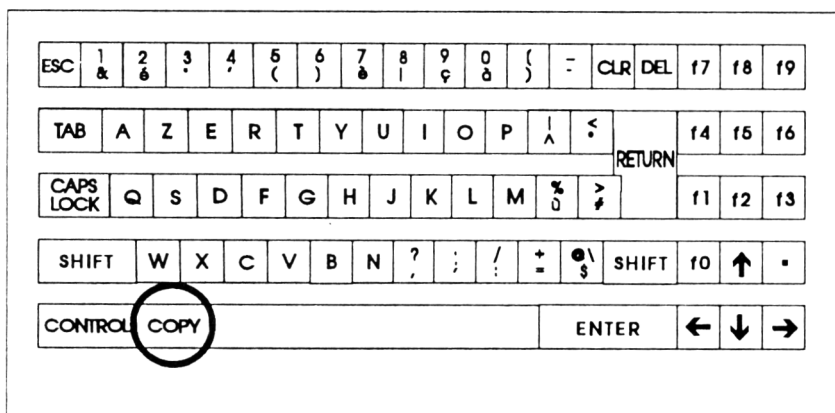 ESC 1 & 2 é 3 " 4 ' 5 ( 6 ) 7 è 8 ! 9 ç 0 à [ ) _ - CLR DEL f7 f8 f9
TAB A Z E R T Y U I O P | ^ < * RETURN f4 f5 f6
CAPS LOCK Q S D F G H J K L M % ù > # f1 f2 f3
SHIFT W X C V B N ? , . ; / : + = @ \ $ SHIFT f0 ↑ .
CONTROL COPY ENTER ← ↓ →